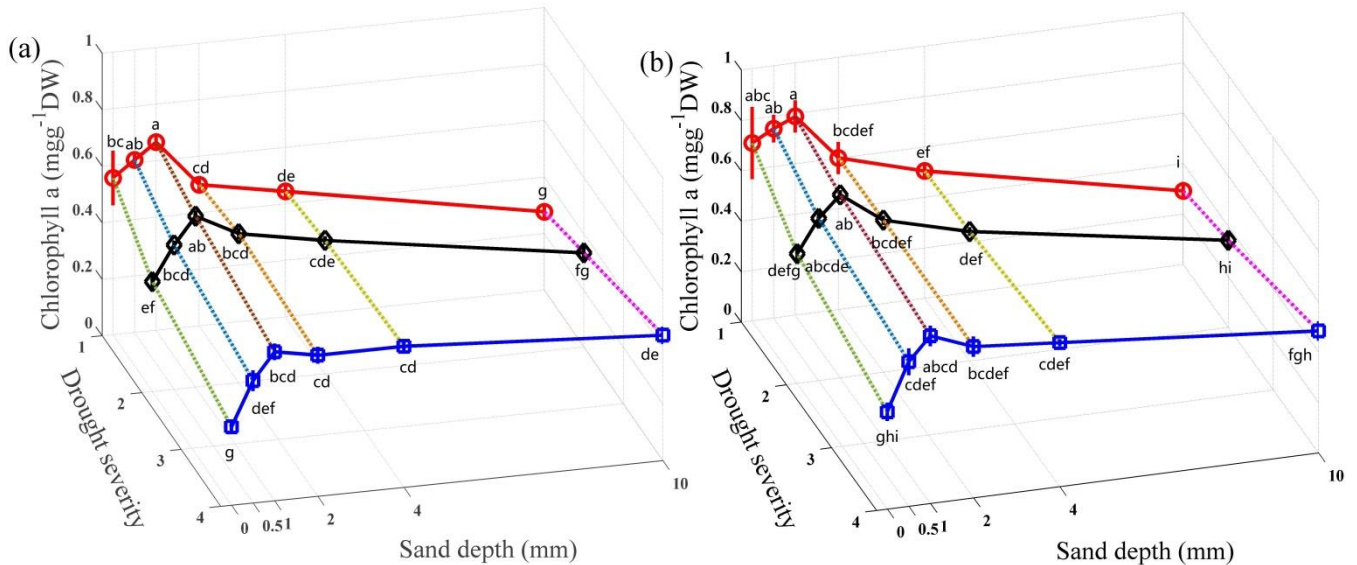 (a)
Chlorophyll a (mgg⁻¹DW)
1
0.8
0.6
0.4
0.2
0
bc
ab
a
cd
de
g
ef
bcd
ab
bcd
cde
fg
g
def
bcd
cd
cd
de
1
2
3
4
Drought severity
0
0.5
1
2
4
10
Sand depth (mm)
(b)
Chlorophyll a (mgg⁻¹DW)
1
0.8
0.6
0.4
0.2
0
abc
ab
a
bcdef
ef
i
defg
abcde
ab
bcdef
def
hi
ghi
cdef
abcd
bcdef
cdef
fgh
1
2
3
4
Drought severity
0
0.5
1
2
4
10
Sand depth (mm)